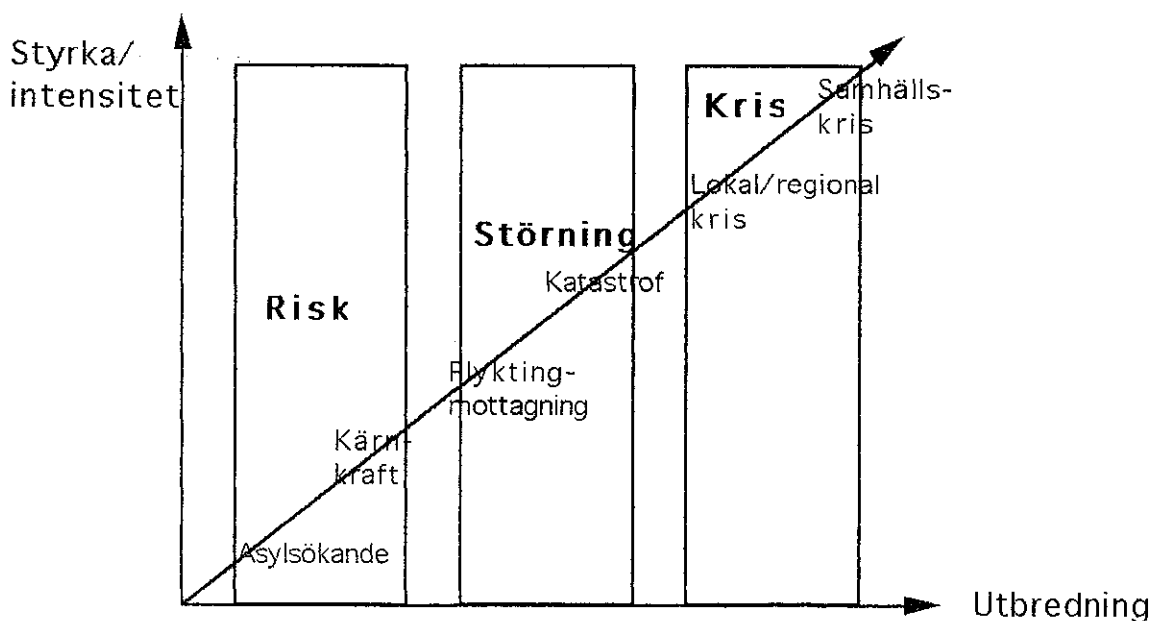 Styrka/
intensitet
Kris
Samhälls-
kris
Lokal/regional
kris
Störning
Katastrof
Risk
Flykting-
mottagning
Kärn-
kraft
Asylsökande
Utbredning